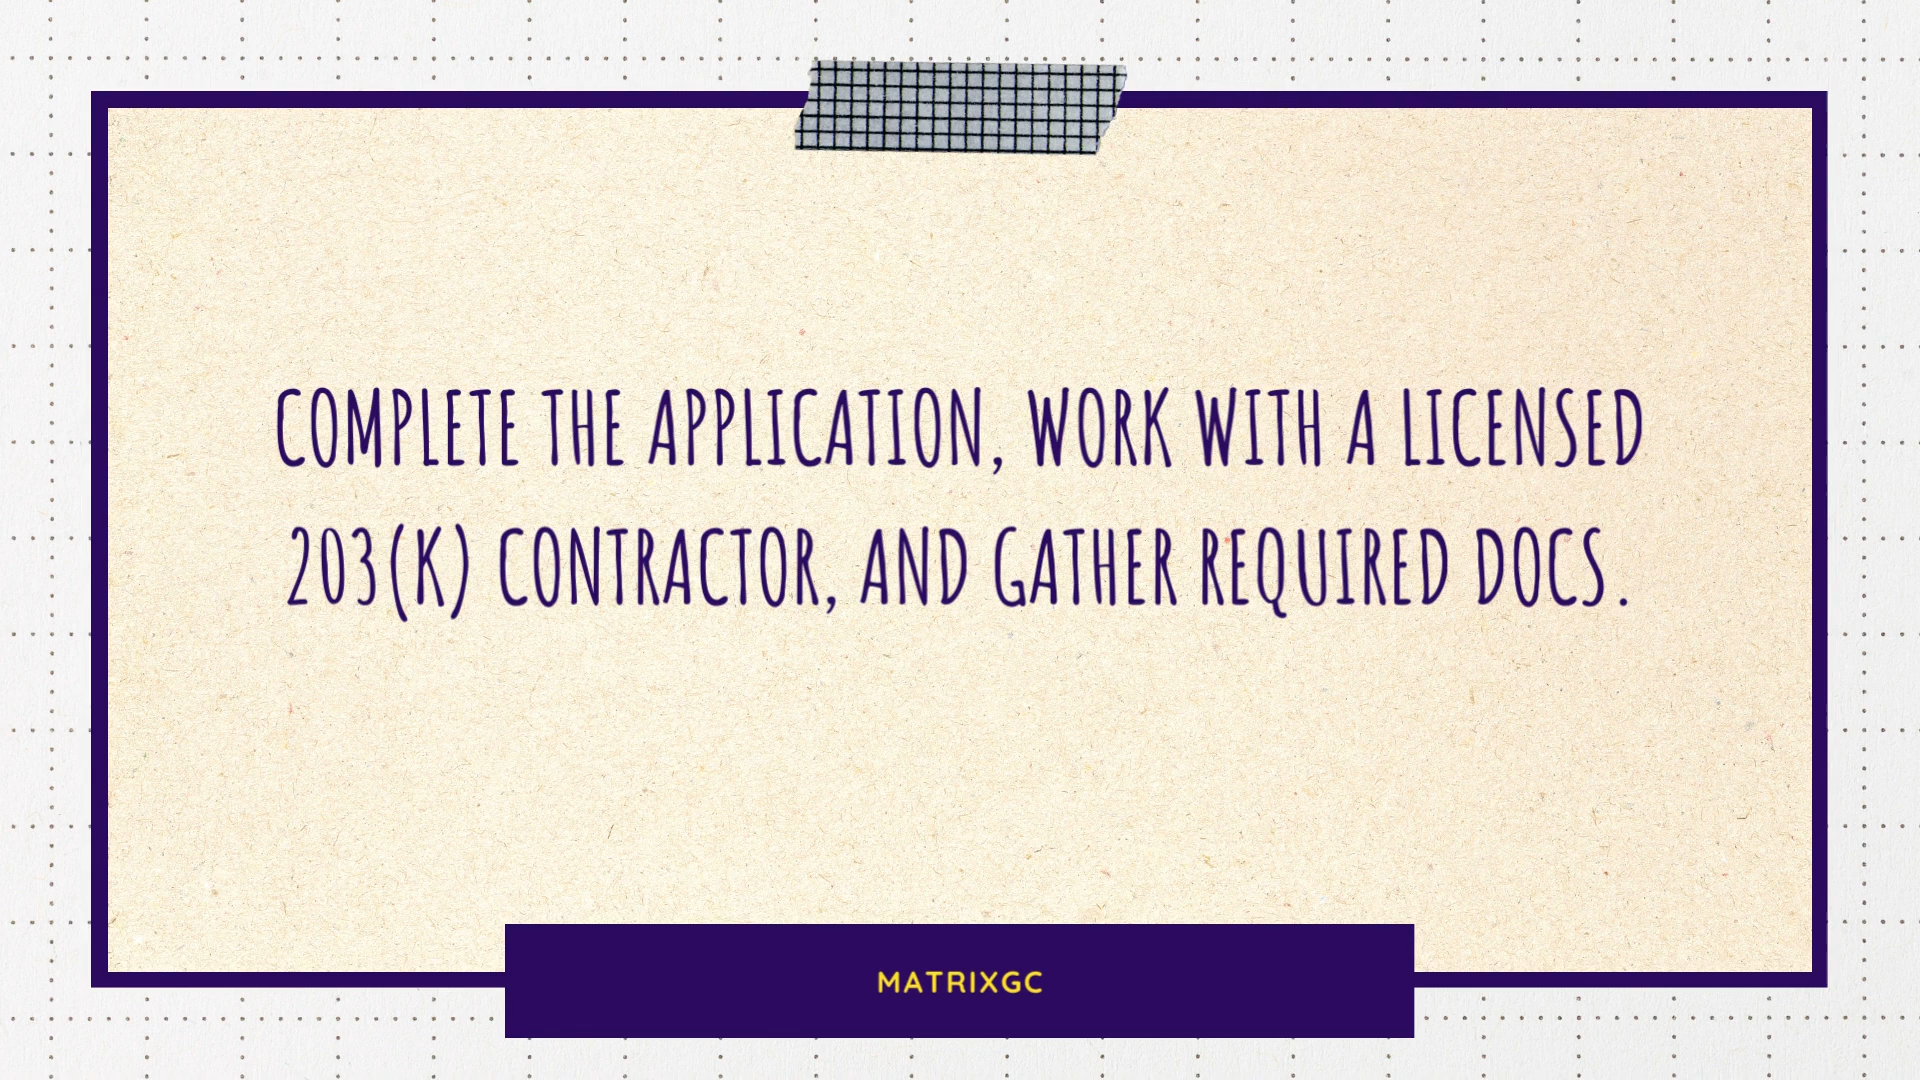 COMPLETE THE APPLICATION, WORK WITH A LICENSED
203(K) CONTRACTOR, AND GATHER REQUIRED DOCS.
MATRIXGC